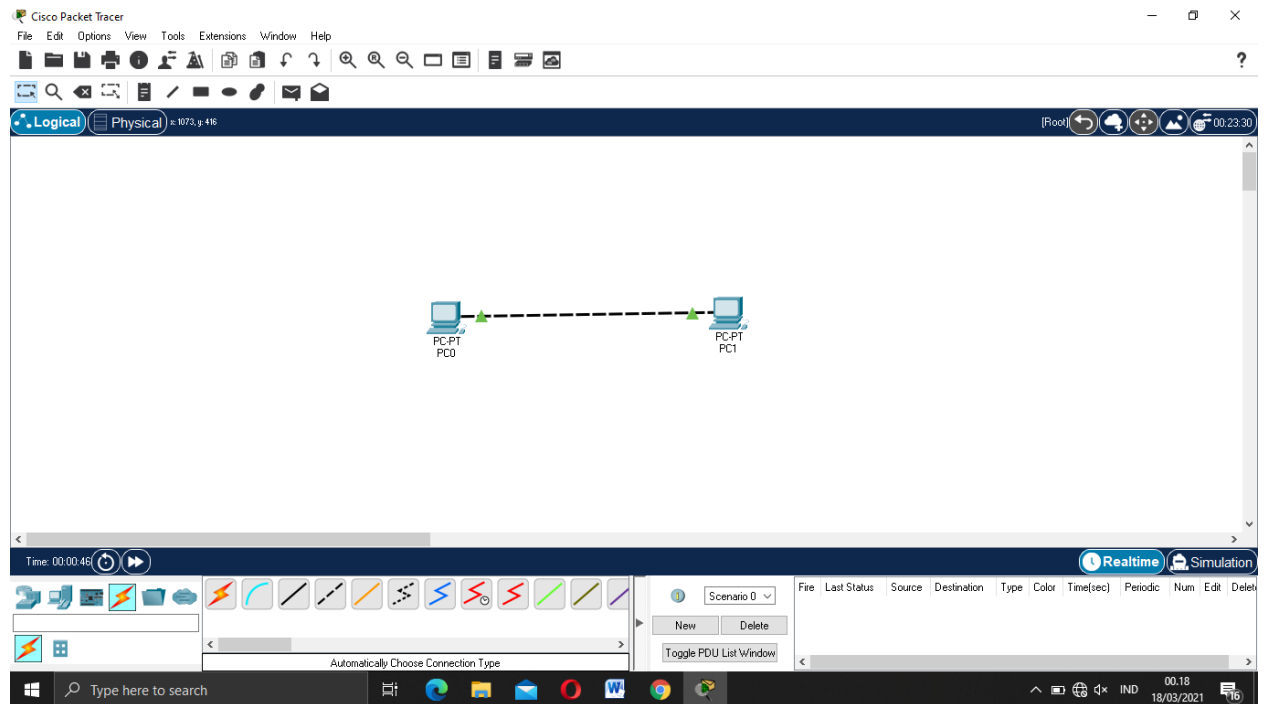 Cisco Packet Tracer
File Edit Options View Tools Extensions Window Help
?
Logical Physical x: 1073, y: 416 [Root] 00:23:30
PC-PT
PC0
PC-PT
PC1
Time: 00:00:46 Realtime Simulation
Scenario 0
New Delete
Toggle PDU List Window
Fire Last Status Source Destination Type Color Time(sec) Periodic Num Edit Delet
Automatically Choose Connection Type
Type here to search
IND
00.18
18/03/2021
16